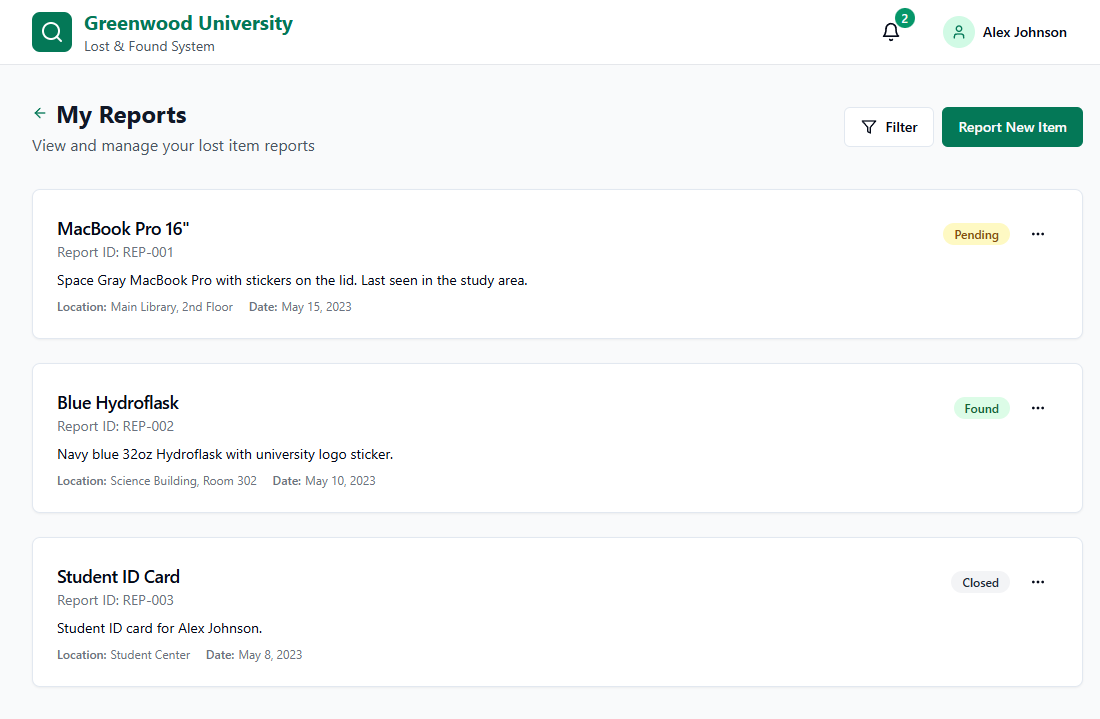 Greenwood University
Lost & Found System
2
Alex Johnson
My Reports
View and manage your lost item reports
Filter
Report New Item
MacBook Pro 16"
Pending
Report ID: REP-001
Space Gray MacBook Pro with stickers on the lid. Last seen in the study area.
Location: Main Library, 2nd Floor Date: May 15, 2023
Blue Hydroflask
Found
Report ID: REP-002
Navy blue 32oz Hydroflask with university logo sticker.
Location: Science Building, Room 302 Date: May 10, 2023
Student ID Card
Closed
Report ID: REP-003
Student ID card for Alex Johnson.
Location: Student Center Date: May 8, 2023